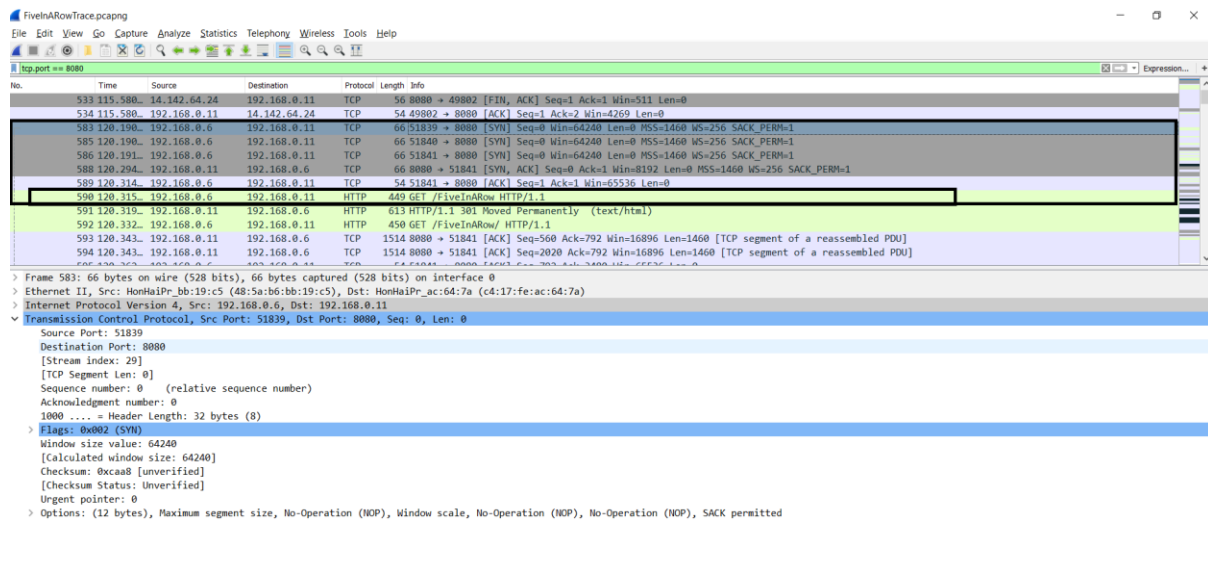 FiveInARowTrace.pcapng
File Edit View Go Capture Analyze Statistics Telephony Wireless Tools Help
tcp.port == 8080 Expression... +
No. Time Source Destination Protocol Length Info
533 115.580… 14.142.64.24 192.168.0.11 TCP 56 8080 → 49802 [FIN, ACK] Seq=1 Ack=1 Win=511 Len=0
534 115.580… 192.168.0.11 14.142.64.24 TCP 54 49802 → 8080 [ACK] Seq=1 Ack=2 Win=4269 Len=0
583 120.190… 192.168.0.6 192.168.0.11 TCP 66 51839 → 8080 [SYN] Seq=0 Win=64240 Len=0 MSS=1460 WS=256 SACK_PERM=1
585 120.190… 192.168.0.6 192.168.0.11 TCP 66 51840 → 8080 [SYN] Seq=0 Win=64240 Len=0 MSS=1460 WS=256 SACK_PERM=1
586 120.191… 192.168.0.6 192.168.0.11 TCP 66 51841 → 8080 [SYN] Seq=0 Win=64240 Len=0 MSS=1460 WS=256 SACK_PERM=1
588 120.294… 192.168.0.11 192.168.0.6 TCP 66 8080 → 51841 [SYN, ACK] Seq=0 Ack=1 Win=8192 Len=0 MSS=1460 WS=256 SACK_PERM=1
589 120.314… 192.168.0.6 192.168.0.11 TCP 54 51841 → 8080 [ACK] Seq=1 Ack=1 Win=65536 Len=0
590 120.315… 192.168.0.6 192.168.0.11 HTTP 449 GET /FiveInARow HTTP/1.1
591 120.319… 192.168.0.11 192.168.0.6 HTTP 613 HTTP/1.1 301 Moved Permanently (text/html)
592 120.332… 192.168.0.6 192.168.0.11 HTTP 450 GET /FiveInARow/ HTTP/1.1
593 120.343… 192.168.0.11 192.168.0.6 TCP 1514 8080 → 51841 [ACK] Seq=560 Ack=792 Win=16896 Len=1460 [TCP segment of a reassembled PDU]
594 120.343… 192.168.0.11 192.168.0.6 TCP 1514 8080 → 51841 [ACK] Seq=2020 Ack=792 Win=16896 Len=1460 [TCP segment of a reassembled PDU]
Frame 583: 66 bytes on wire (528 bits), 66 bytes captured (528 bits) on interface 0
Ethernet II, Src: HonHaiPr_bb:19:c5 (48:5a:b6:bb:19:c5), Dst: HonHaiPr_ac:64:7a (c4:17:fe:ac:64:7a)
Internet Protocol Version 4, Src: 192.168.0.6, Dst: 192.168.0.11
Transmission Control Protocol, Src Port: 51839, Dst Port: 8080, Seq: 0, Len: 0
Source Port: 51839
Destination Port: 8080
[Stream index: 29]
[TCP Segment Len: 0]
Sequence number: 0 (relative sequence number)
Acknowledgment number: 0
1000 .... = Header Length: 32 bytes (8)
Flags: 0x002 (SYN)
Window size value: 64240
[Calculated window size: 64240]
Checksum: 0xcaa8 [unverified]
[Checksum Status: Unverified]
Urgent pointer: 0
Options: (12 bytes), Maximum segment size, No-Operation (NOP), Window scale, No-Operation (NOP), No-Operation (NOP), SACK permitted